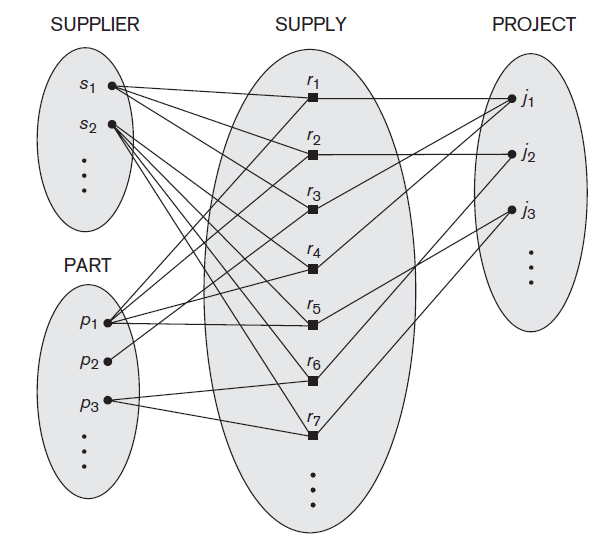 SUPPLIER
SUPPLY
PROJECT
s1
s2
PART
p1
p2
p3
r1
r2
r3
r4
r5
r6
r7
j1
j2
j3